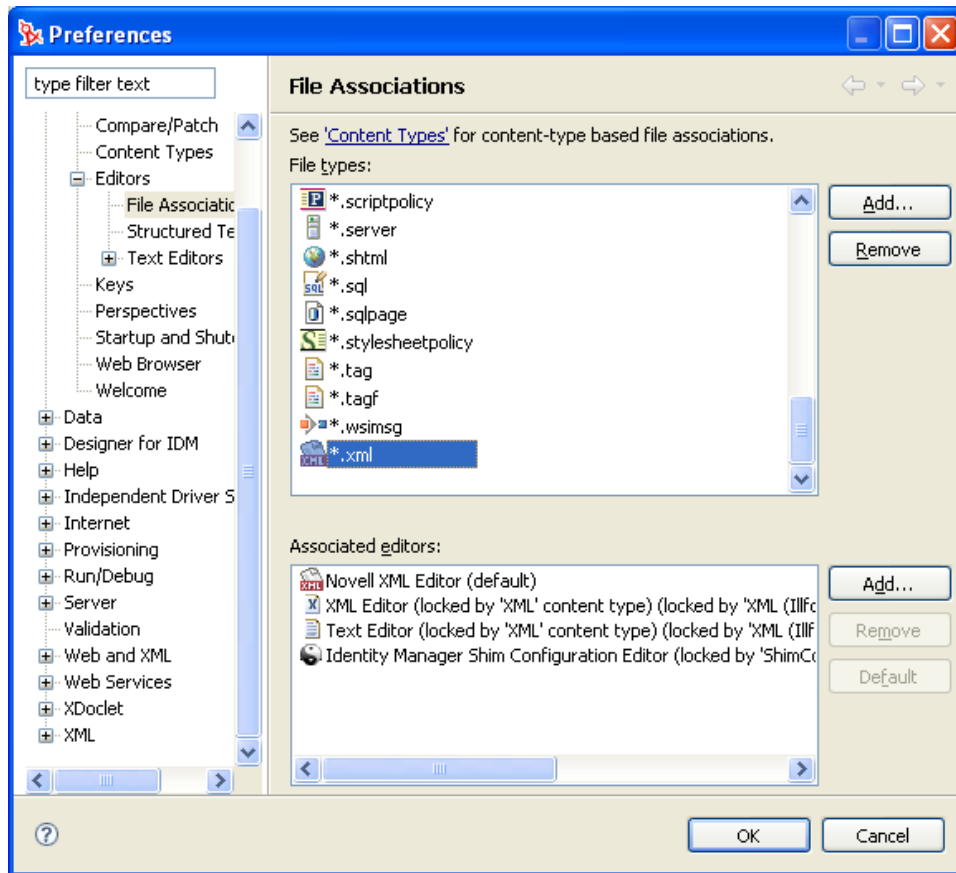 Preferences
type filter text
Compare/Patch
Content Types
Editors
File Associatic
Structured Te
Text Editors
Keys
Perspectives
Startup and Shut
Web Browser
Welcome
Data
Designer for IDM
Help
Independent Driver S
Internet
Provisioning
Run/Debug
Server
Validation
Web and XML
Web Services
XDoclet
XML
File Associations
See 'Content Types' for content-type based file associations.
File types:
*.scriptpolicy
*.server
*.shtml
*.sql
*.sqlpage
*.stylesheetpolicy
*.tag
*.tagf
*.wsimsg
*.xml
Add...
Remove
Associated editors:
Novell XML Editor (default)
XML Editor (locked by 'XML' content type) (locked by 'XML (Illfo
Text Editor (locked by 'XML' content type) (locked by 'XML (Illf
Identity Manager Shim Configuration Editor (locked by 'ShimCo
Add...
Remove
Default
OK
Cancel